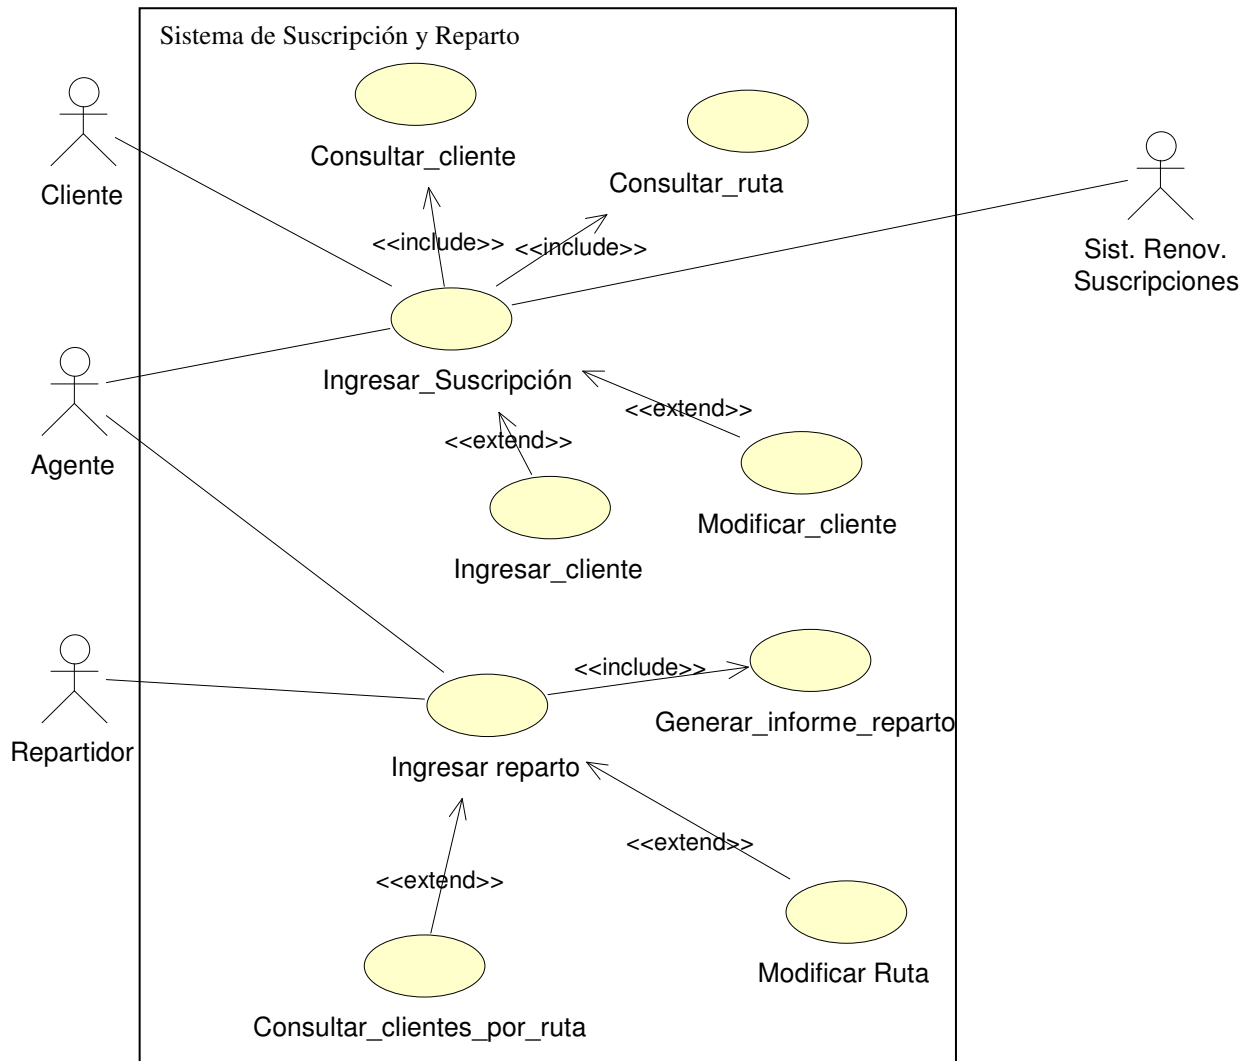 Sistema de Suscripción y Reparto
Consultar_cliente
Consultar_ruta
Cliente
<<include>>
<<include>>
Sist. Renov.
Suscripciones
Ingresar_Suscripción
<<extend>>
<<extend>>
Agente
Modificar_cliente
Ingresar_cliente
<<include>>
Generar_informe_reparto
Repartidor
Ingresar reparto
<<extend>>
<<extend>>
Modificar Ruta
Consultar_clientes_por_ruta